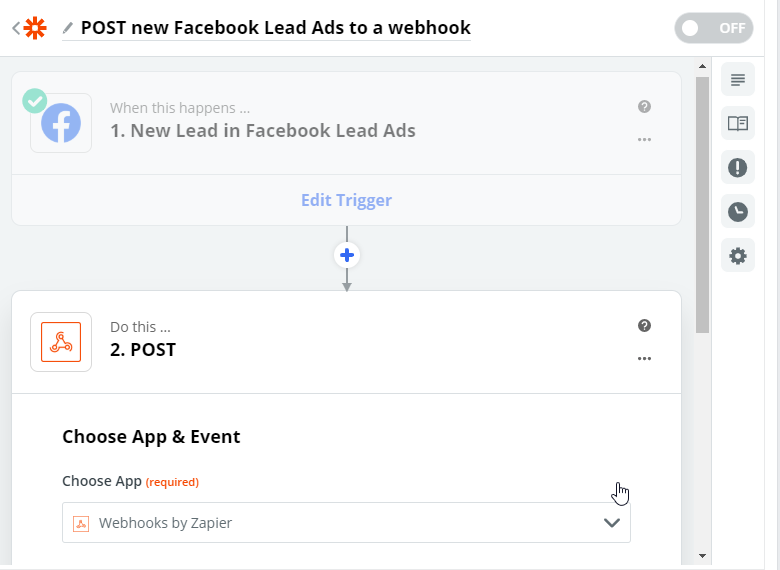 POST new Facebook Lead Ads to a webhook
OFF
When this happens ...
1. New Lead in Facebook Lead Ads
Edit Trigger
Do this ...
2. POST
Choose App & Event
Choose App (required)
Webhooks by Zapier